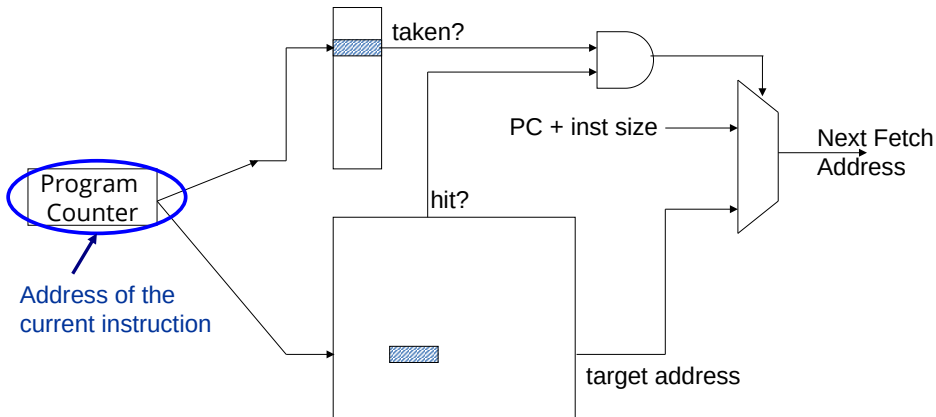 taken?
PC + inst size
Next Fetch
Address
Program
Counter
hit?
Address of the
current instruction
target address